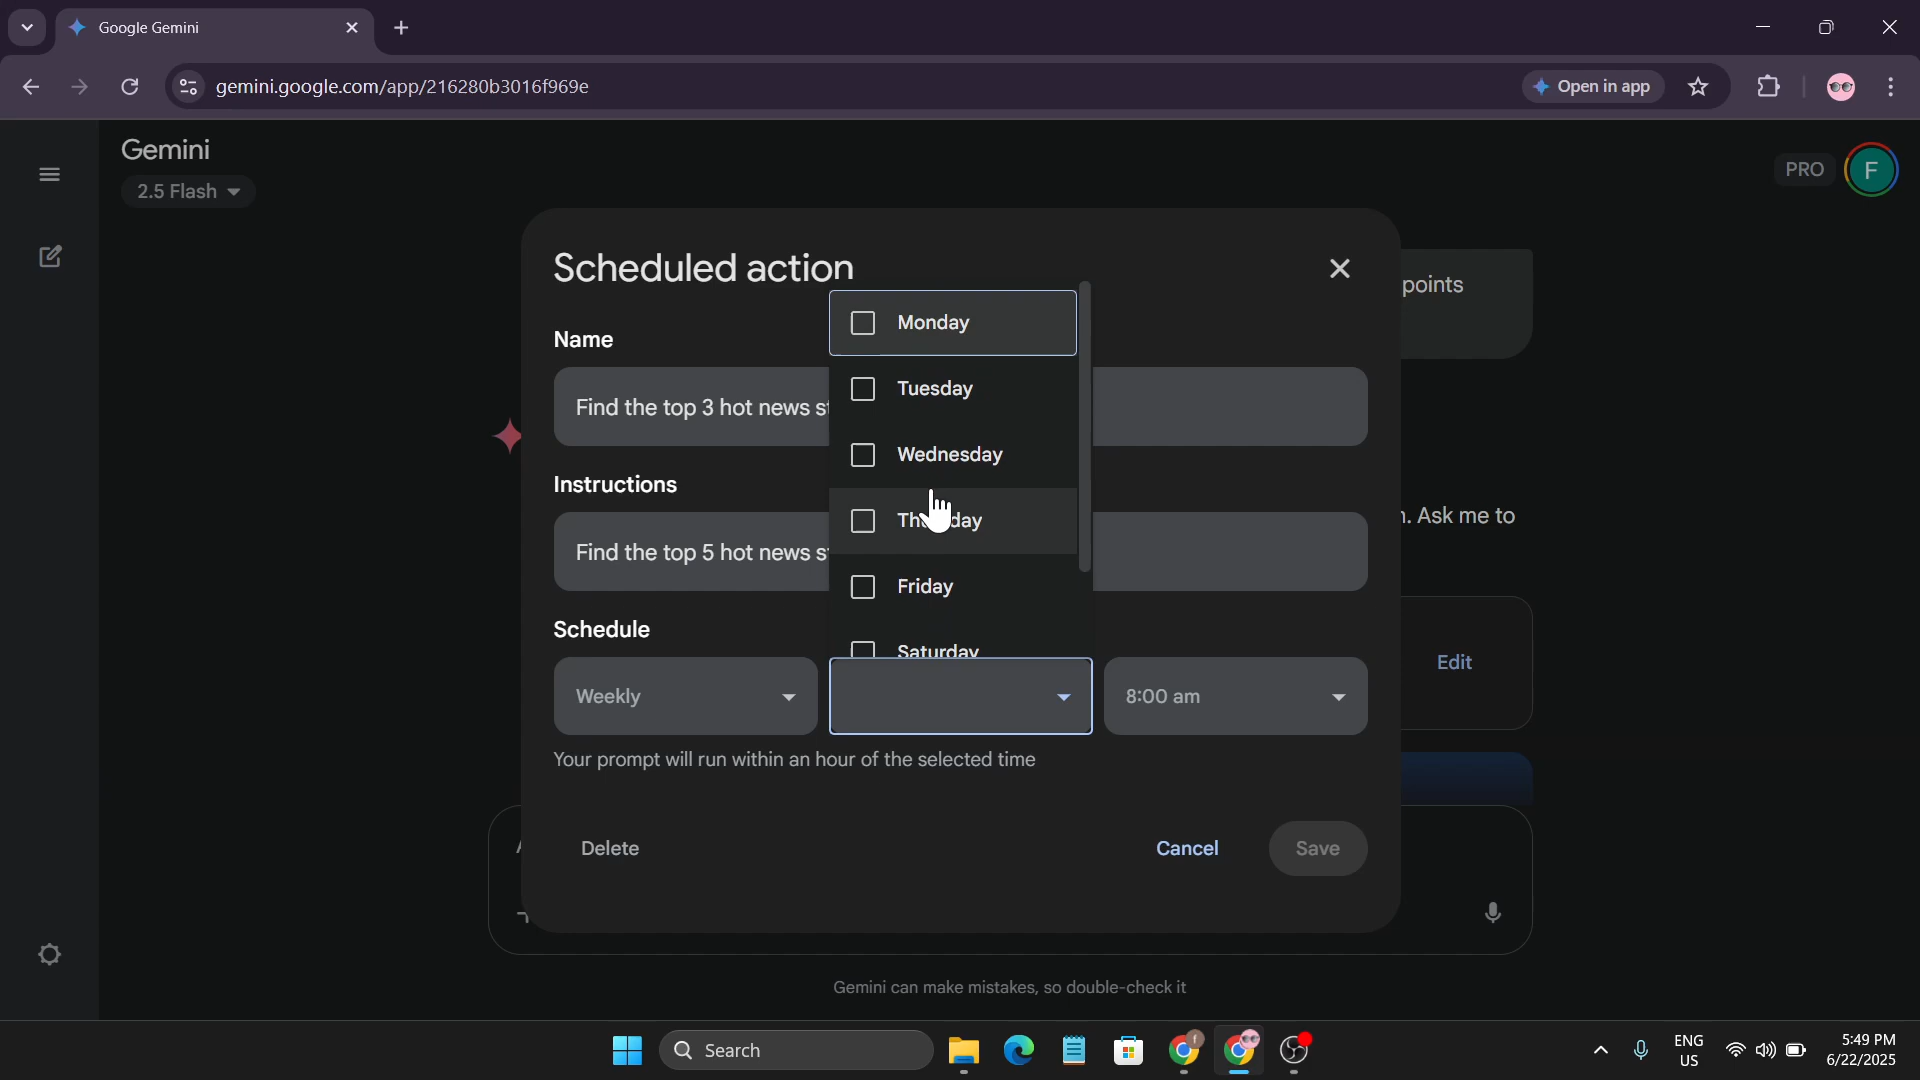 Google Gemini
gemini.google.com/app/216280b3016f969e
Open in app
Gemini
2.5 Flash
PRO
F
points
Scheduled action
Name
Find the top 3 hot news
Monday
Tuesday
Wednesday
Friday
Saturday
Instructions
Find the top 5 hot news
. Ask me to
Schedule
Weekly
8:00 am
Edit
Your prompt will run within an hour of the selected time
Delete
Cancel
Save
Gemini can make mistakes, so double-check it
Search
ENG
US
5:49 PM
6/22/2025